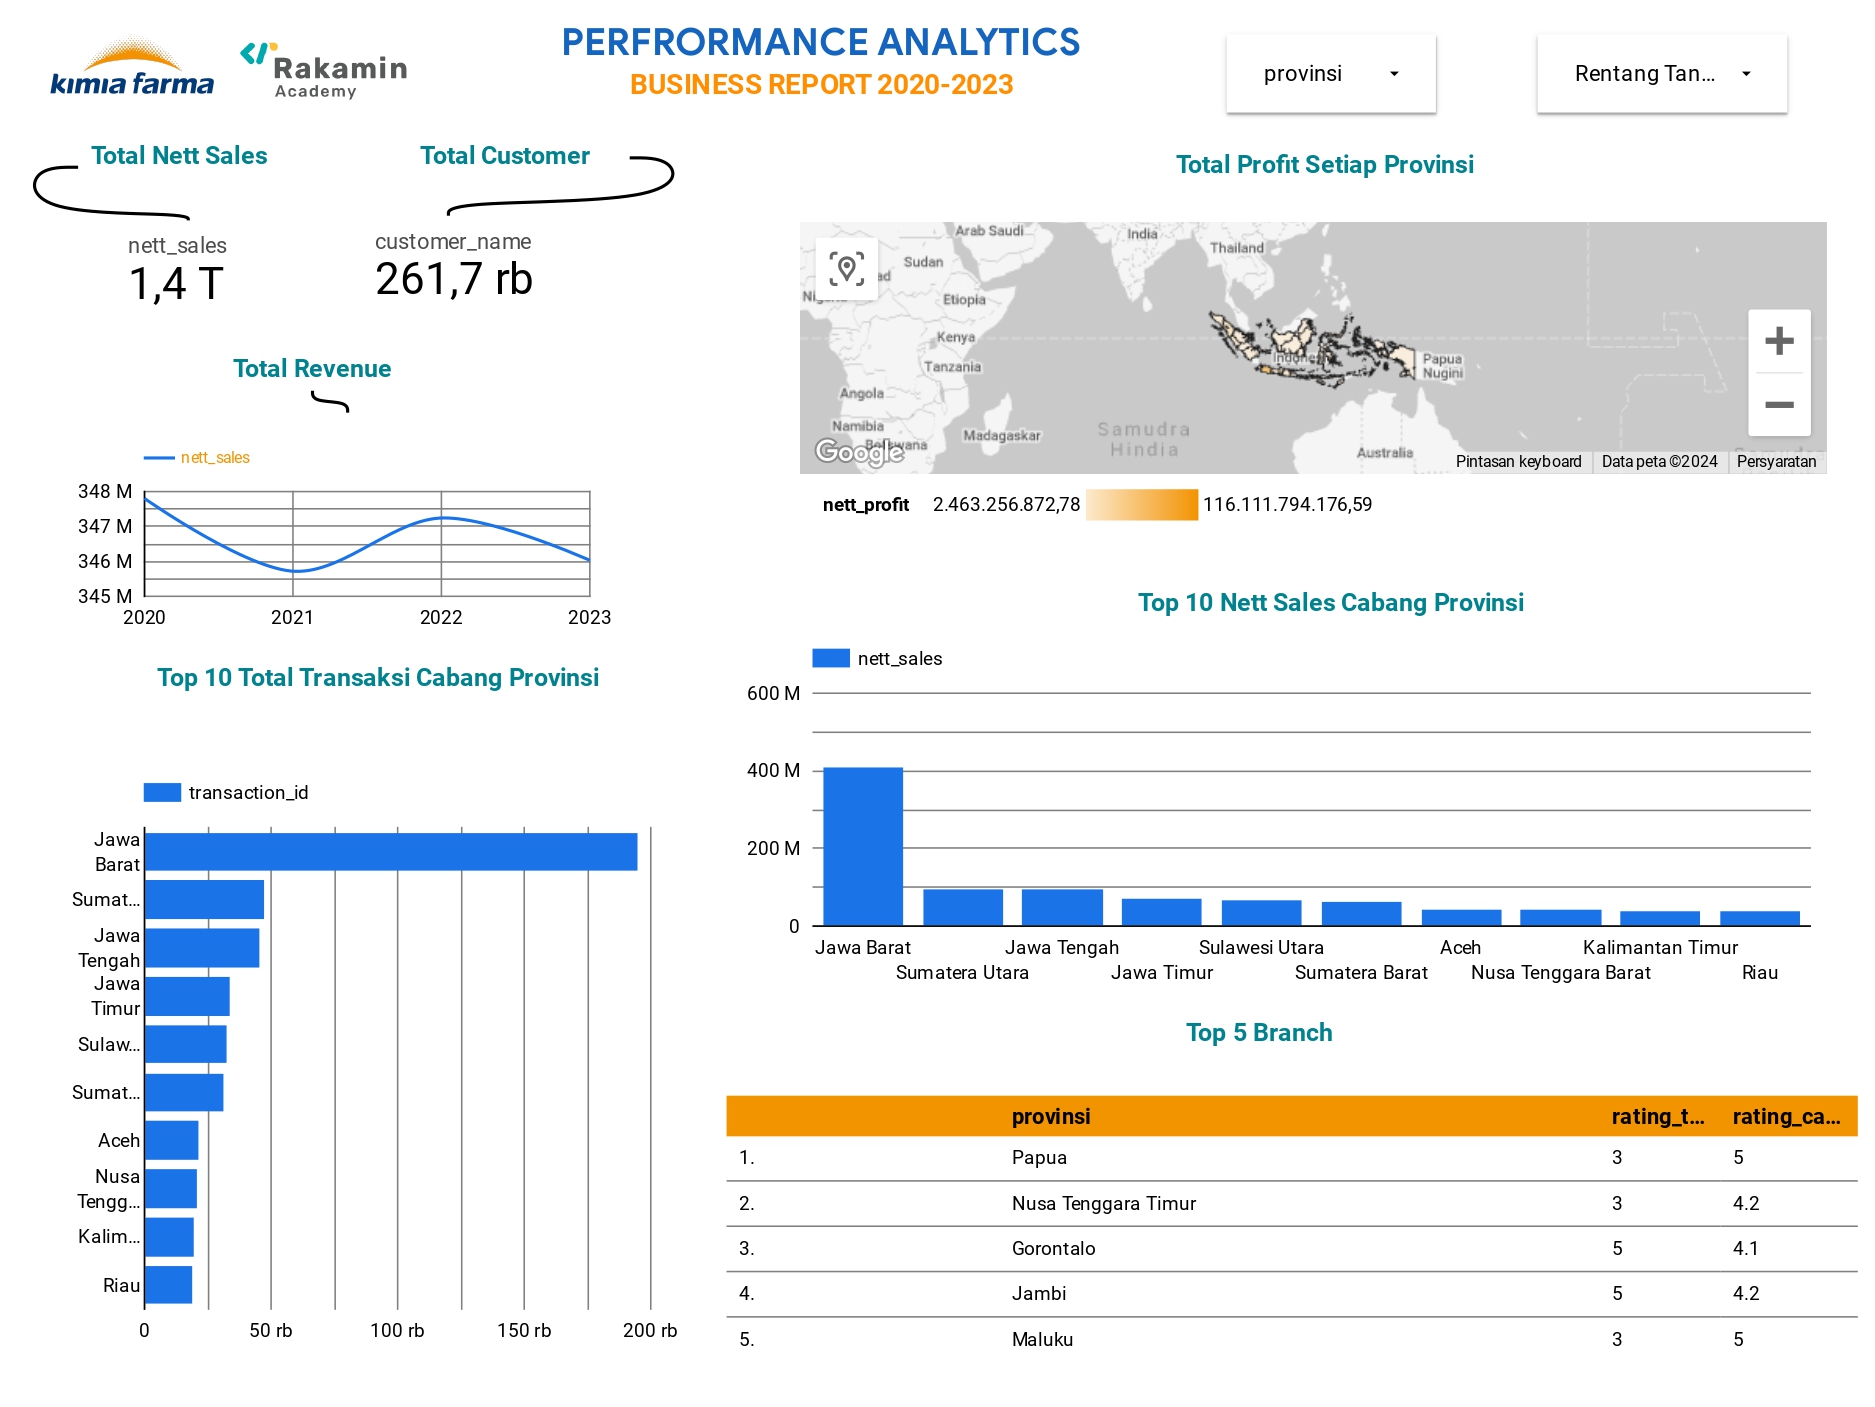 kimia farma
Rakamin
Academy
PERFRORMANCE ANALYTICS
BUSINESS REPORT 2020-2023
provinsi
Rentang Tan...
Total Nett Sales
Total Customer
nett_sales
1,4 T
customer_name
261,7 rb
Total Revenue
nett_sales
348 M
347 M
346 M
345 M
2020
2021
2022
2023
Top 10 Total Transaksi Cabang Provinsi
transaction_id
Jawa
Barat
Sumat...
Jawa
Tengah
Jawa
Timur
Sulaw...
Sumat...
Aceh
Nusa
Tengg...
Kalim...
Riau
0
50 rb
100 rb
150 rb
200 rb
Total Profit Setiap Provinsi
Arab Saudi
India
Thailand
Sudan
Etiopia
Kenya
Tanzania
Angola
Namibia
Botswana
Madagaskar
Samudra
Hindia
Papua
Nugini
Australia
Google
Pintasan keyboard
Data peta ©2024
Persyaratan
nett_profit 2.463.256.872,78 116.111.794.176,59
Top 10 Nett Sales Cabang Provinsi
nett_sales
600 M
400 M
200 M
0
Jawa Barat
Sumatera Utara
Jawa Tengah
Jawa Timur
Sulawesi Utara
Sumatera Barat
Aceh
Nusa Tenggara Barat
Kalimantan Timur
Riau
Top 5 Branch
provinsi rating_t... rating_ca...
1. Papua 3 5
2. Nusa Tenggara Timur 3 4.2
3. Gorontalo 5 4.1
4. Jambi 5 4.2
5. Maluku 3 5